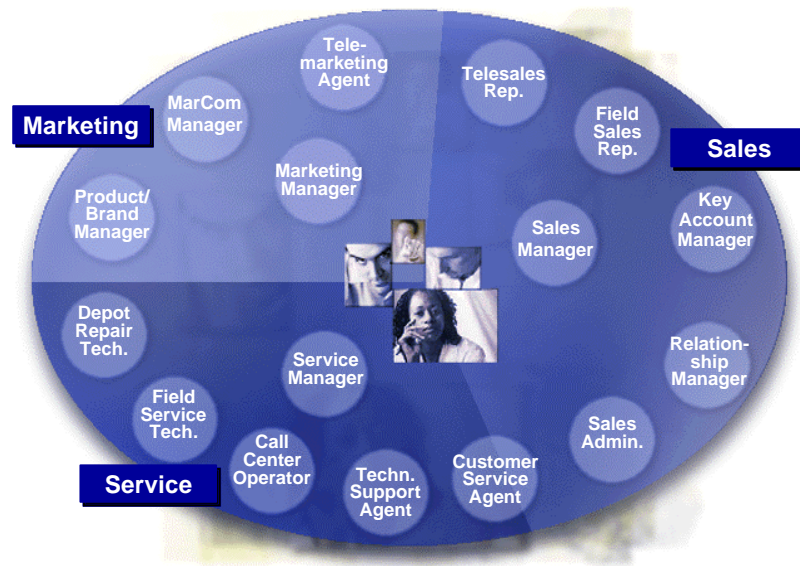 Marketing
Tele-
marketing
Agent
MarCom
Manager
Marketing
Manager
Product/
Brand
Manager
Sales
Telesales
Rep.
Field
Sales
Rep.
Key
Account
Manager
Sales
Manager
Relation-
ship
Manager
Sales
Admin.
Service
Depot
Repair
Tech.
Service
Manager
Field
Service
Tech.
Call
Center
Operator
Techn.
Support
Agent
Customer
Service
Agent